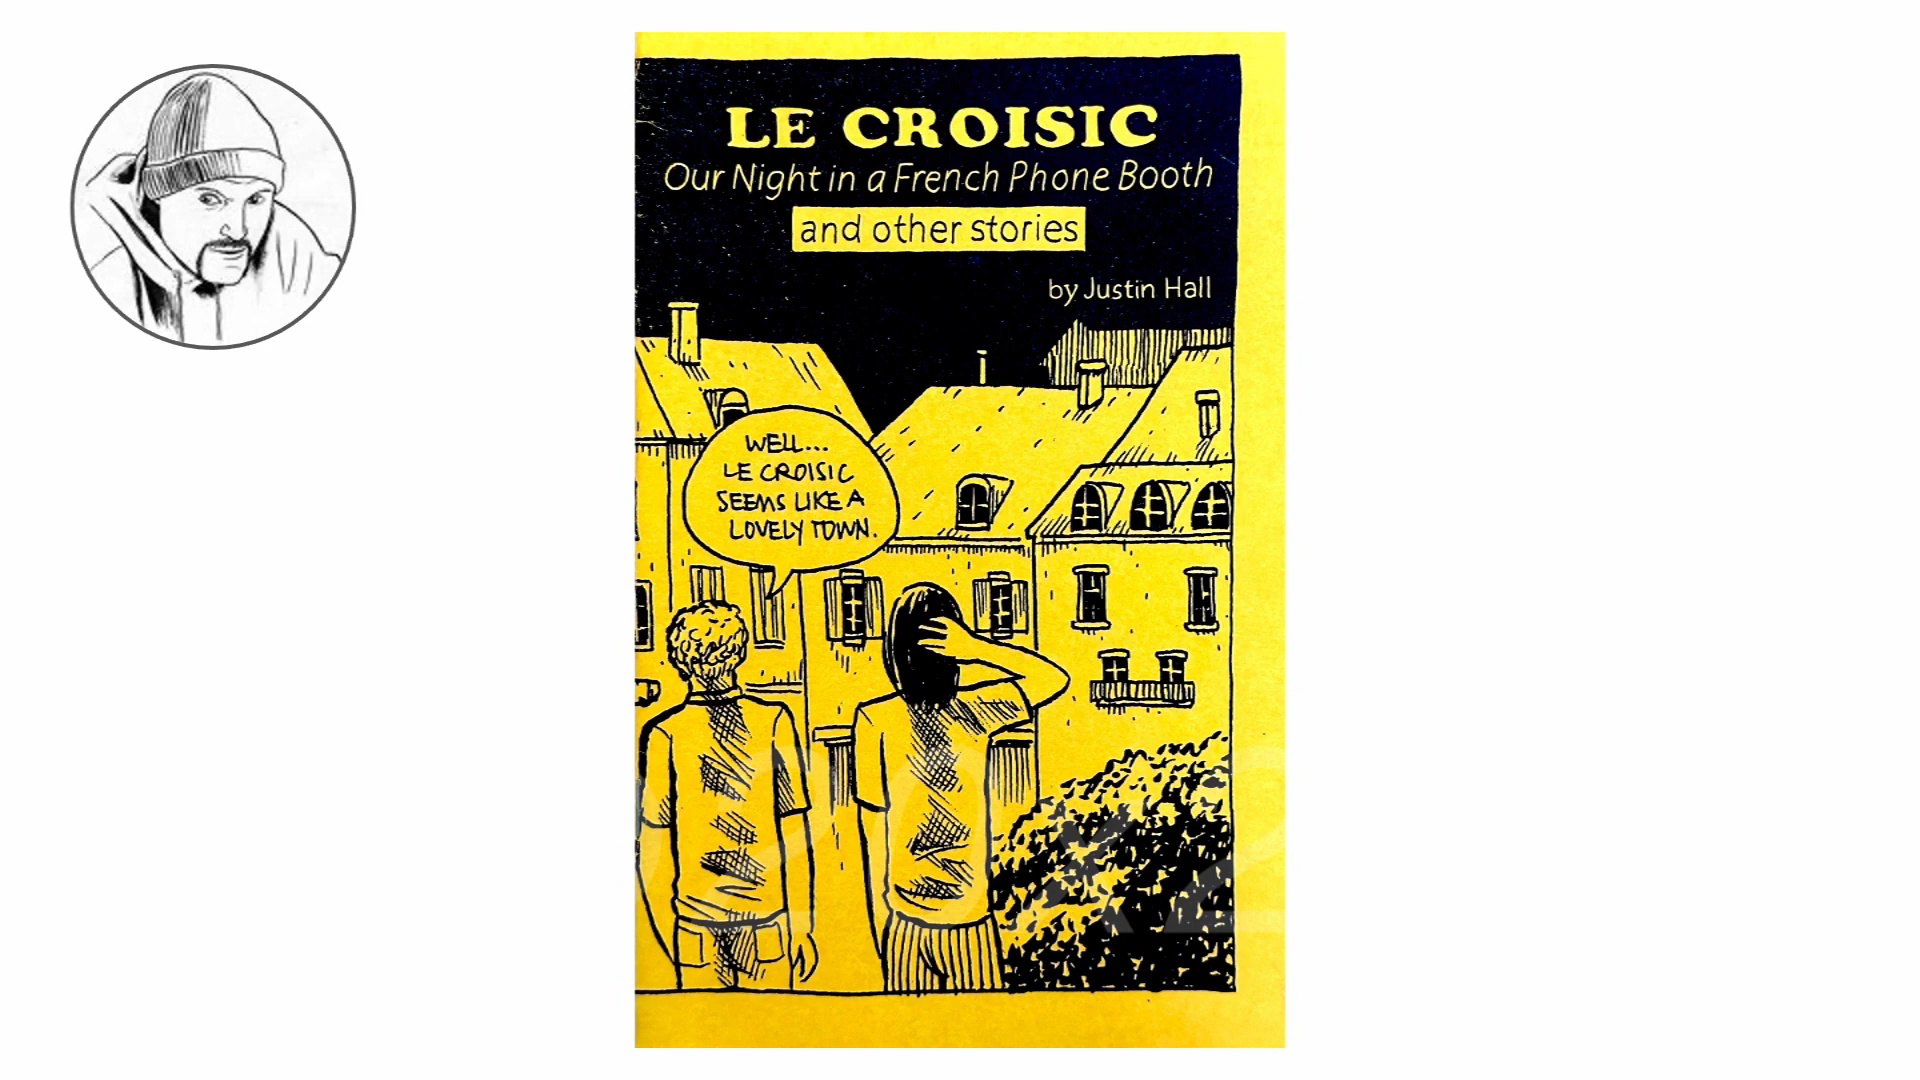 LE CROISIC
Our Night in a French Phone Booth
and other stories
by Justin Hall
WELL...
LE CROISIC
SEEMS LIKE A
LOVELY TOWN.